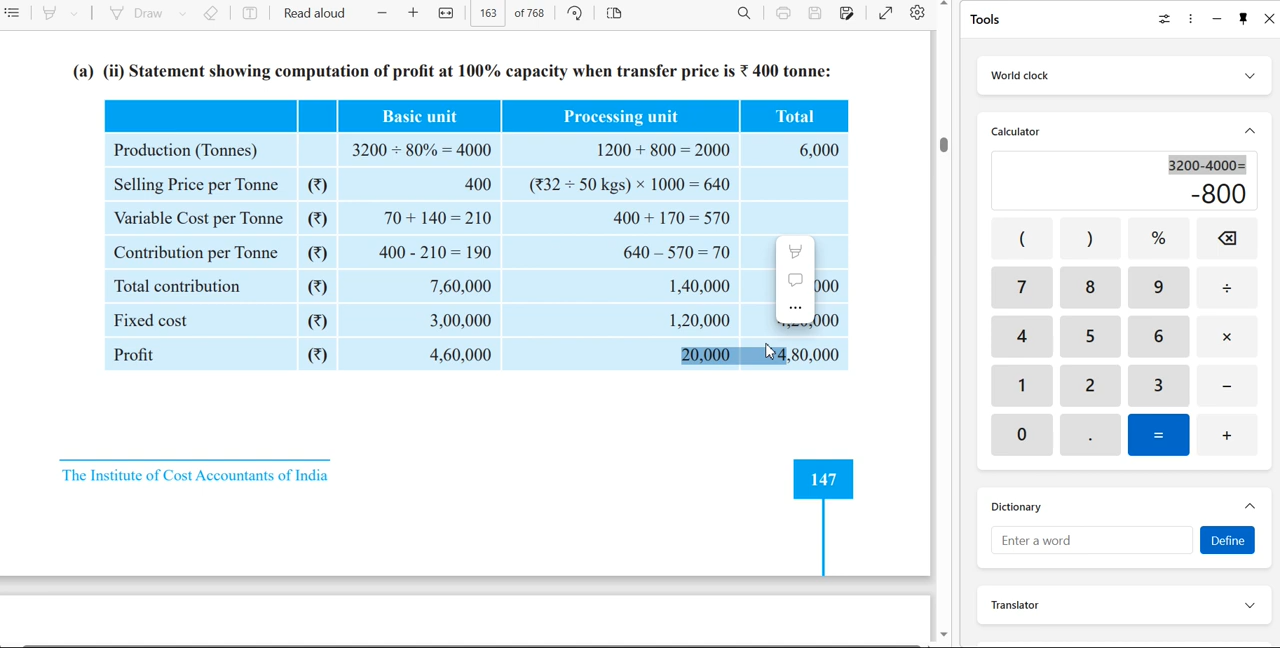 Draw
Read aloud
163 of 768
Tools
(a) (ii) Statement showing computation of profit at 100% capacity when transfer price is ₹ 400 tonne:
Basic unit Processing unit Total
Production (Tonnes) 3200 ÷ 80% = 4000 1200 + 800 = 2000 6,000
Selling Price per Tonne (₹) 400 (₹32 ÷ 50 kgs) × 1000 = 640
Variable Cost per Tonne (₹) 70 + 140 = 210 400 + 170 = 570
Contribution per Tonne (₹) 400 - 210 = 190 640 – 570 = 70
Total contribution (₹) 7,60,000 1,40,000 000
Fixed cost (₹) 3,00,000 1,20,000 000
Profit (₹) 4,60,000 20,000 4,80,000
The Institute of Cost Accountants of India
147
World clock
Calculator
3200-4000=
-800
( ) %
7 8 9 ÷
4 5 6 ×
1 2 3 −
0 . = +
Dictionary
Enter a word Define
Translator